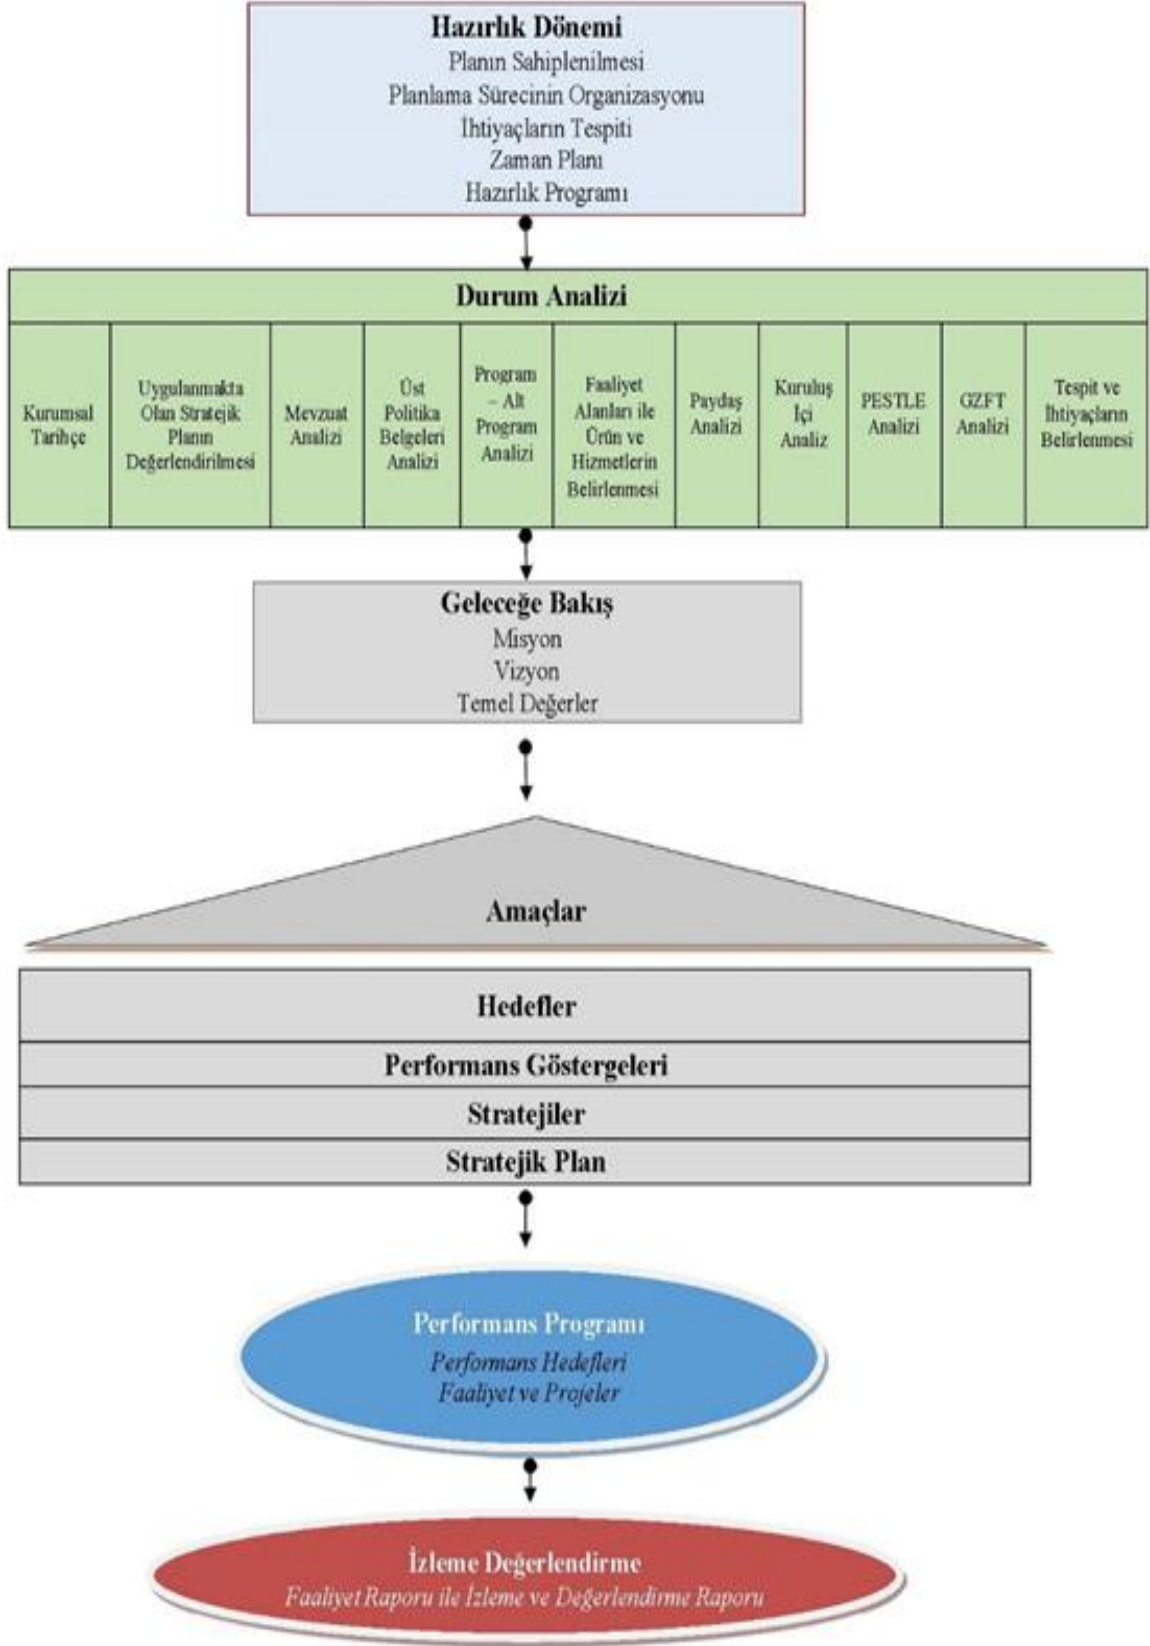 Hazırlık Dönemi
Planın Sahiplenilmesi
Planlama Sürecinin Organizasyonu
İhtiyaçların Tespiti
Zaman Planı
Hazırlık Programı
Durum Analizi
Kurumsal
Tarihçe
Uygulanmakta
Olan Stratejik
Planın
Değerlendirilmesi
Mevzuat
Analizi
Üst
Politika
Belgeleri
Analizi
Program
– Alt
Program
Analizi
Faaliyet
Alanları ile
Ürün ve
Hizmetlerin
Belirlenmesi
Paydaş
Analizi
Kuruluş
İçi
Analiz
PESTLE
Analizi
GZFT
Analizi
Tespit ve
İhtiyaçların
Belirlenmesi
Geleceğe Bakış
Misyon
Vizyon
Temel Değerler
Amaçlar
Hedefler
Performans Göstergeleri
Stratejiler
Stratejik Plan
Performans Programı
Performans Hedefleri
Faaliyet ve Projeler
İzleme Değerlendirme
Faaliyet Raporu ile İzleme ve Değerlendirme Raporu